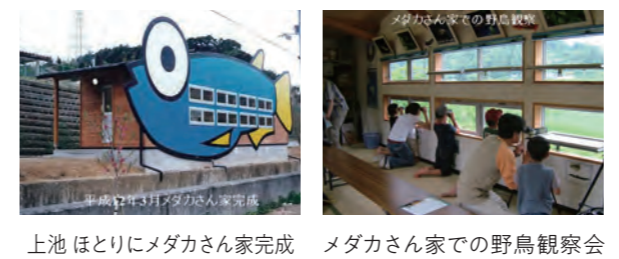 メダカさん家での野鳥観察
平成12年3月メダカさん家完成
上池 ほとりにメダカさん家完成
メダカさん家での野鳥観察会